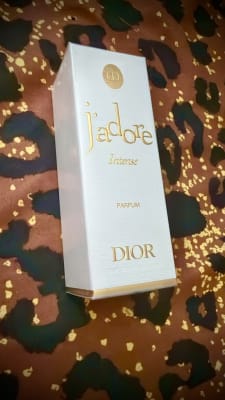 j'adore
Intense
PARFUM
DIOR